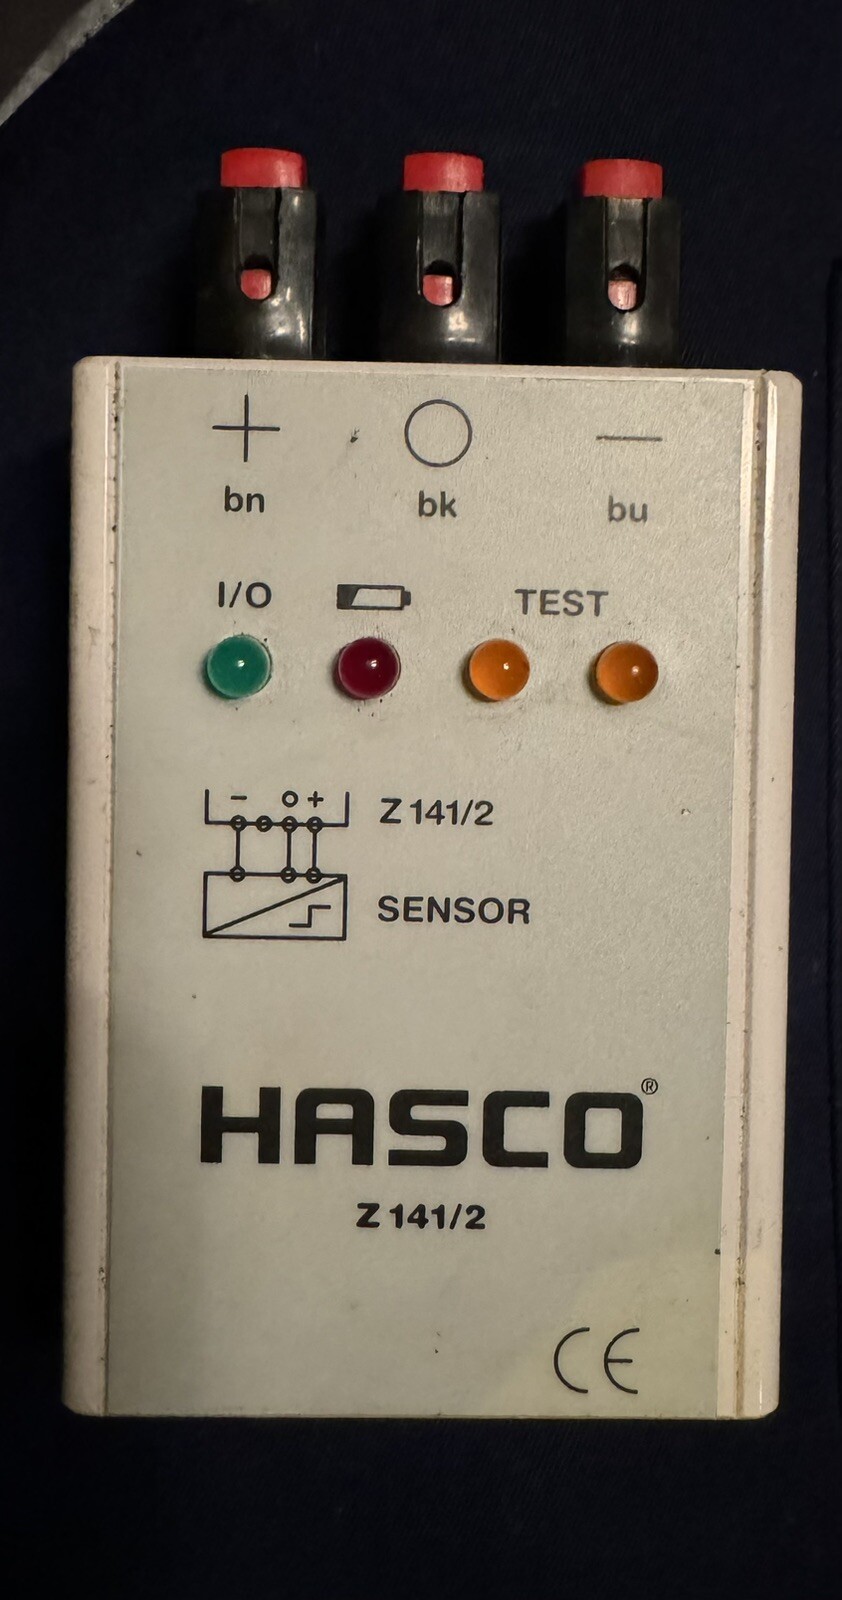 + ○ —
bn bk bu
I/O TEST
− o + Z 141/2
SENSOR
HASCO®
Z 141/2
CE